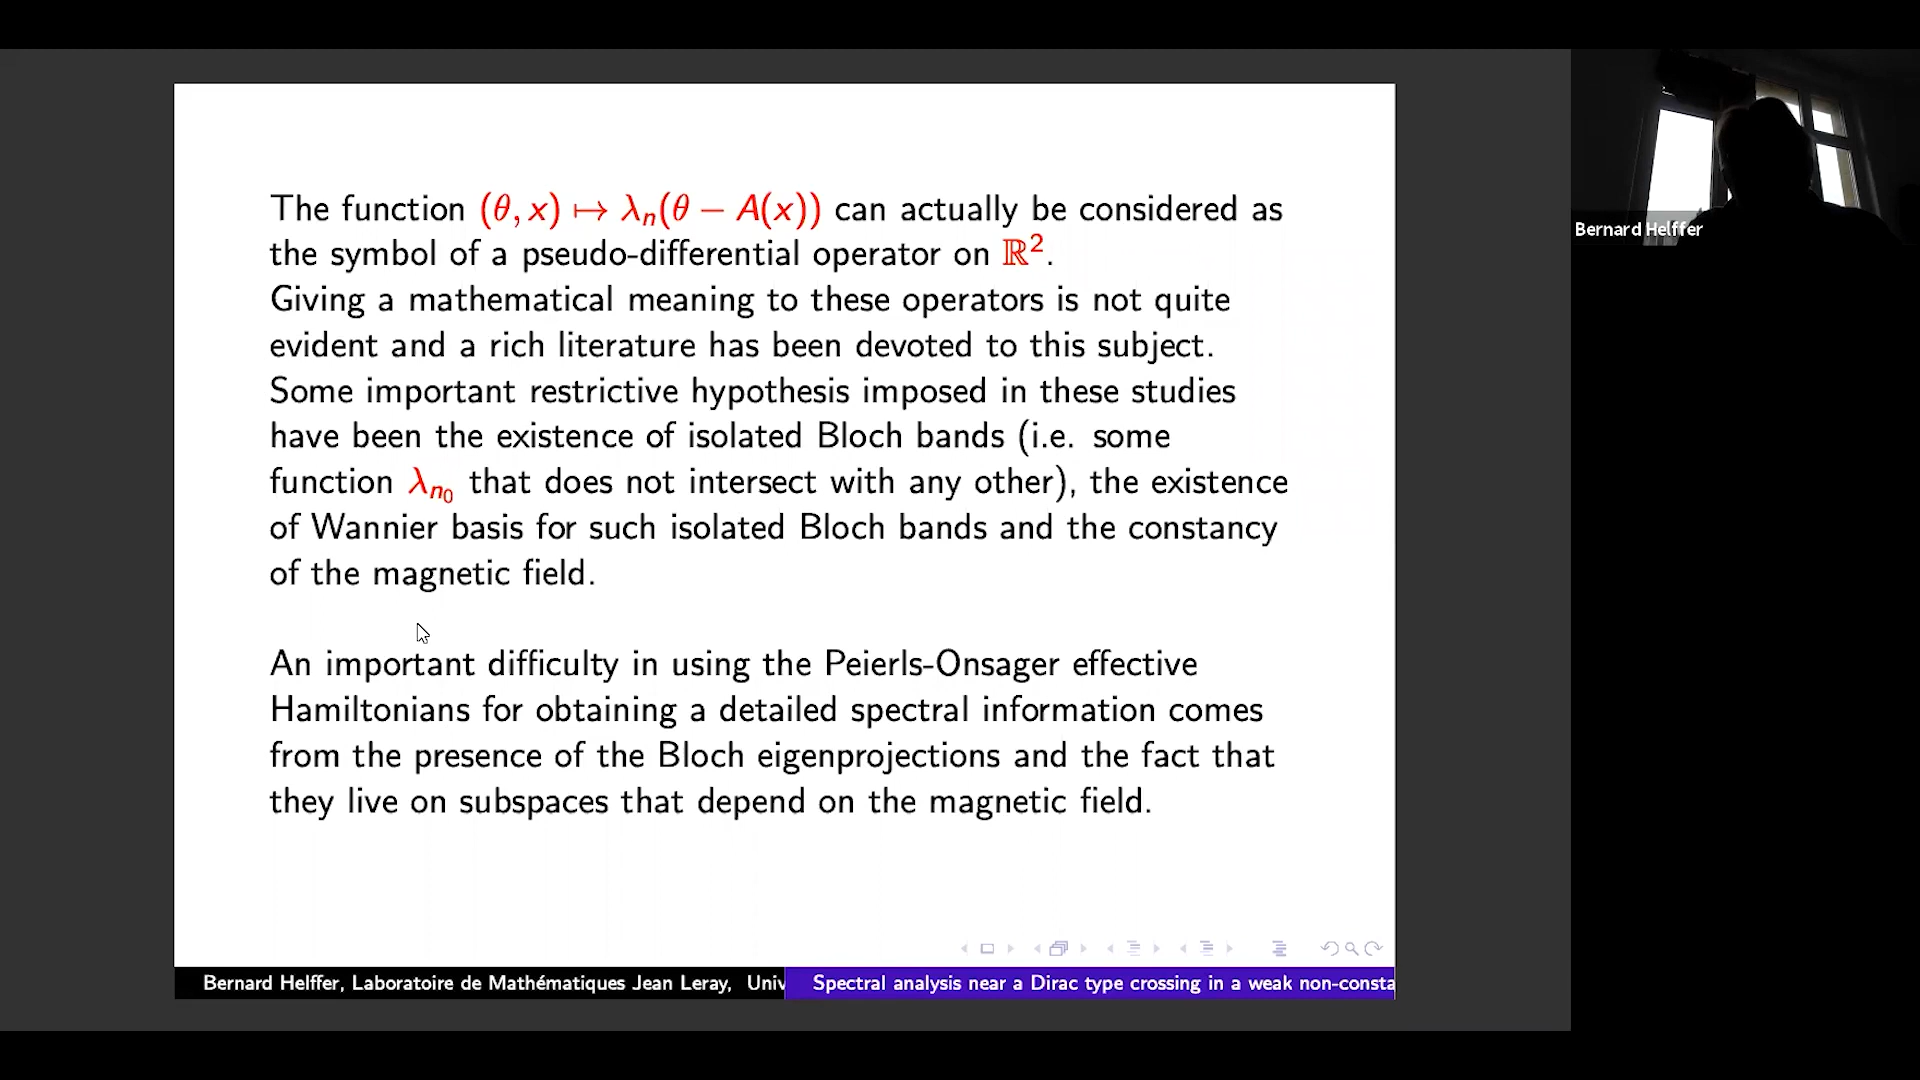 The function (θ, x) ↦ λₙ(θ − A(x)) can actually be considered as
the symbol of a pseudo-differential operator on ℝ².
Giving a mathematical meaning to these operators is not quite
evident and a rich literature has been devoted to this subject.
Some important restrictive hypothesis imposed in these studies
have been the existence of isolated Bloch bands (i.e. some
function λ_{n₀} that does not intersect with any other), the existence
of Wannier basis for such isolated Bloch bands and the constancy
of the magnetic field.
An important difficulty in using the Peierls-Onsager effective
Hamiltonians for obtaining a detailed spectral information comes
from the presence of the Bloch eigenprojections and the fact that
they live on subspaces that depend on the magnetic field.
Bernard Helffer, Laboratoire de Mathématiques Jean Leray, Univ
Spectral analysis near a Dirac type crossing in a weak non-consta
Bernard Helffer